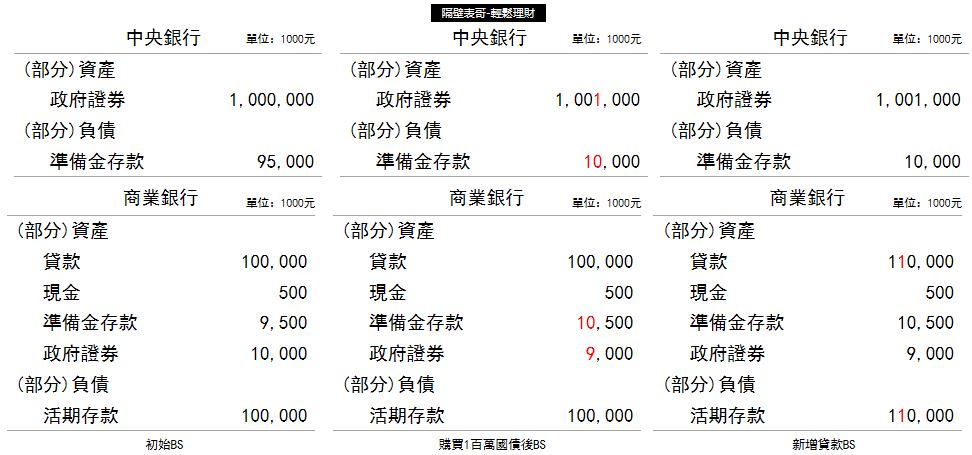 隔壁表哥-輕鬆理財
中央銀行 單位：1000元
(部分)資產
政府證券 1,000,000
(部分)負債
準備金存款 95,000
商業銀行 單位：1000元
(部分)資產
貸款 100,000
現金 500
準備金存款 9,500
政府證券 10,000
(部分)負債
活期存款 100,000
初始BS
中央銀行 單位：1000元
(部分)資產
政府證券 1,001,000
(部分)負債
準備金存款 10,000
商業銀行 單位：1000元
(部分)資產
貸款 100,000
現金 500
準備金存款 10,500
政府證券 9,000
(部分)負債
活期存款 100,000
購買1百萬國債後BS
中央銀行 單位：1000元
(部分)資產
政府證券 1,001,000
(部分)負債
準備金存款 10,000
商業銀行 單位：1000元
(部分)資產
貸款 110,000
現金 500
準備金存款 10,500
政府證券 9,000
(部分)負債
活期存款 110,000
新增貸款BS